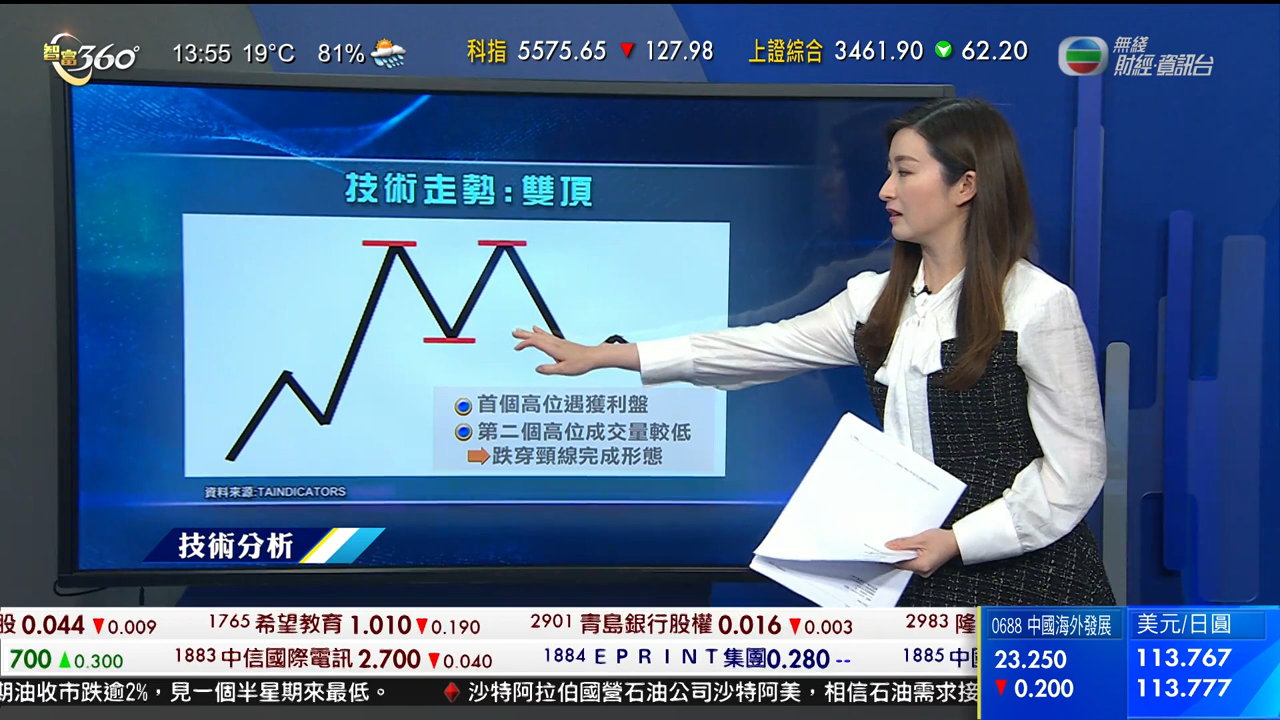 智富360°
13:55 19°C 81%
科指 5575.65 ▼ 127.98 上證綜合 3461.90 62.20
無綫
財經·資訊台
技術走勢:雙頂
首個高位遇獲利盤
第二個高位成交量較低
跌穿頸線完成形態
資料來源:TAINDICATORS
技術分析
股 0.044 ▼0.009 1765 希望教育 1.010 ▼0.190 2901 青島銀行股權 0.016 ▼0.003 2983 隆
700 ▲0.300 1883 中信國際電訊 2.700 ▼0.040 1884 EPRINT集團 0.280 -- 1885 中國
期油收市跌逾2%,見一個半星期來最低。 沙特阿拉伯國營石油公司沙特阿美,相信石油需求接
0688 中國海外發展
23.250
▼ 0.200
美元/日圓
113.767
113.777